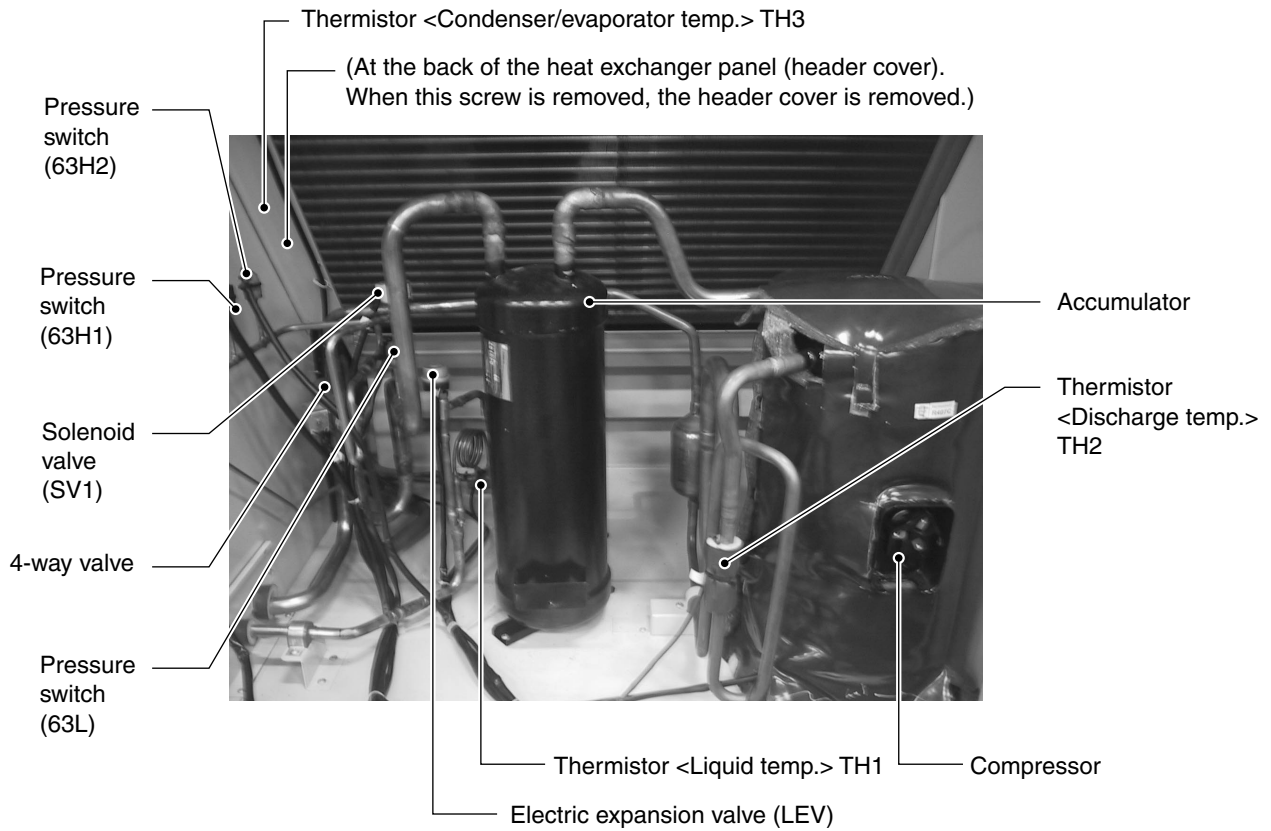 Thermistor <Condenser/evaporator temp.> TH3
(At the back of the heat exchanger panel (header cover).
When this screw is removed, the header cover is removed.)
Pressure
switch
(63H2)
Pressure
switch
(63H1)
Solenoid
valve
(SV1)
4-way valve
Pressure
switch
(63L)
Accumulator
Thermistor
<Discharge temp.>
TH2
Thermistor <Liquid temp.> TH1
Compressor
Electric expansion valve (LEV)